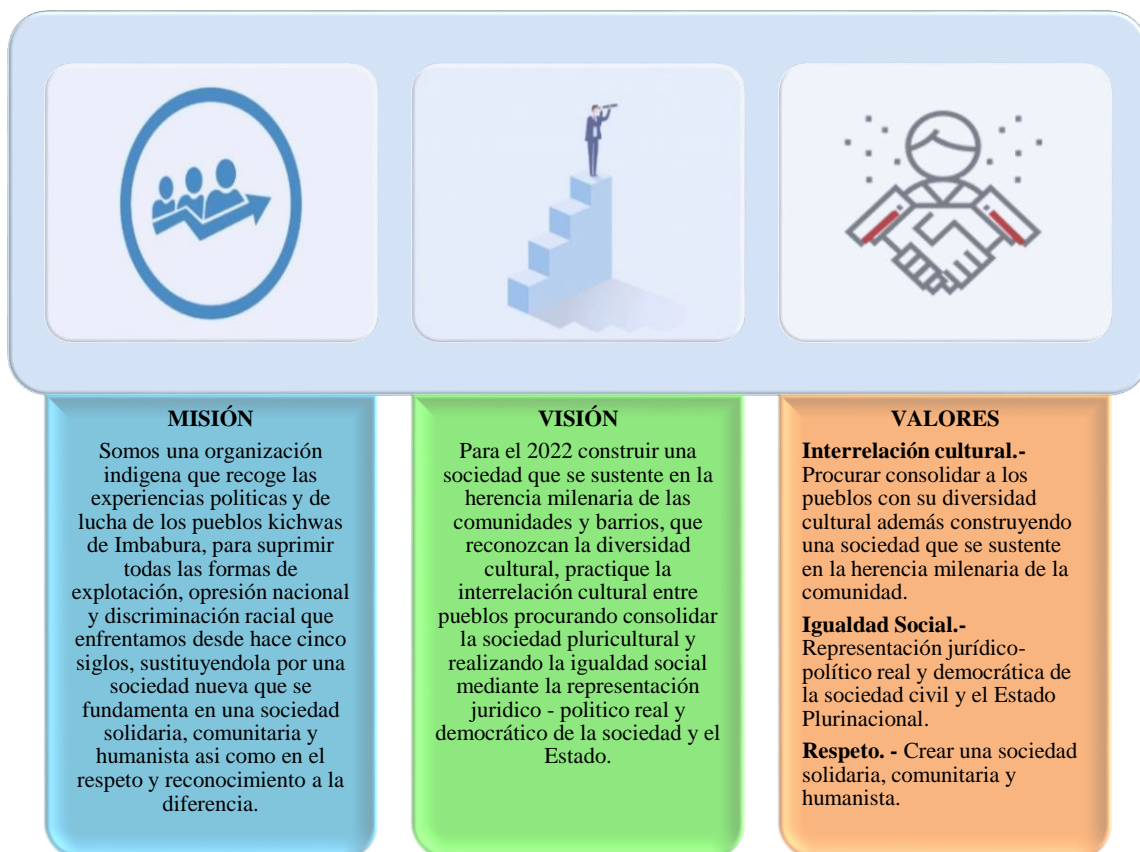 MISIÓN
Somos una organización
indigena que recoge las
experiencias politicas y de
lucha de los pueblos kichwas
de Imbabura, para suprimir
todas las formas de
explotación, opresión nacional
y discriminación racial que
enfrentamos desde hace cinco
siglos, sustituyendola por una
sociedad nueva que se
fundamenta en una sociedad
solidaria, comunitaria y
humanista asi como en el
respeto y reconocimiento a la
diferencia.
VISIÓN
Para el 2022 construir una
sociedad que se sustente en la
herencia milenaria de las
comunidades y barrios, que
reconozcan la diversidad
cultural, practique la
interrelación cultural entre
pueblos procurando consolidar
la sociedad pluricultural y
realizando la igualdad social
mediante la representación
juridico - politico real y
democrático de la sociedad y el
Estado.
VALORES
Interrelación cultural.-
Procurar consolidar a los
pueblos con su diversidad
cultural además construyendo
una sociedad que se sustente
en la herencia milenaria de la
comunidad.
Igualdad Social.-
Representación jurídico-
político real y democrática de
la sociedad civil y el Estado
Plurinacional.
Respeto. - Crear una sociedad
solidaria, comunitaria y
humanista.